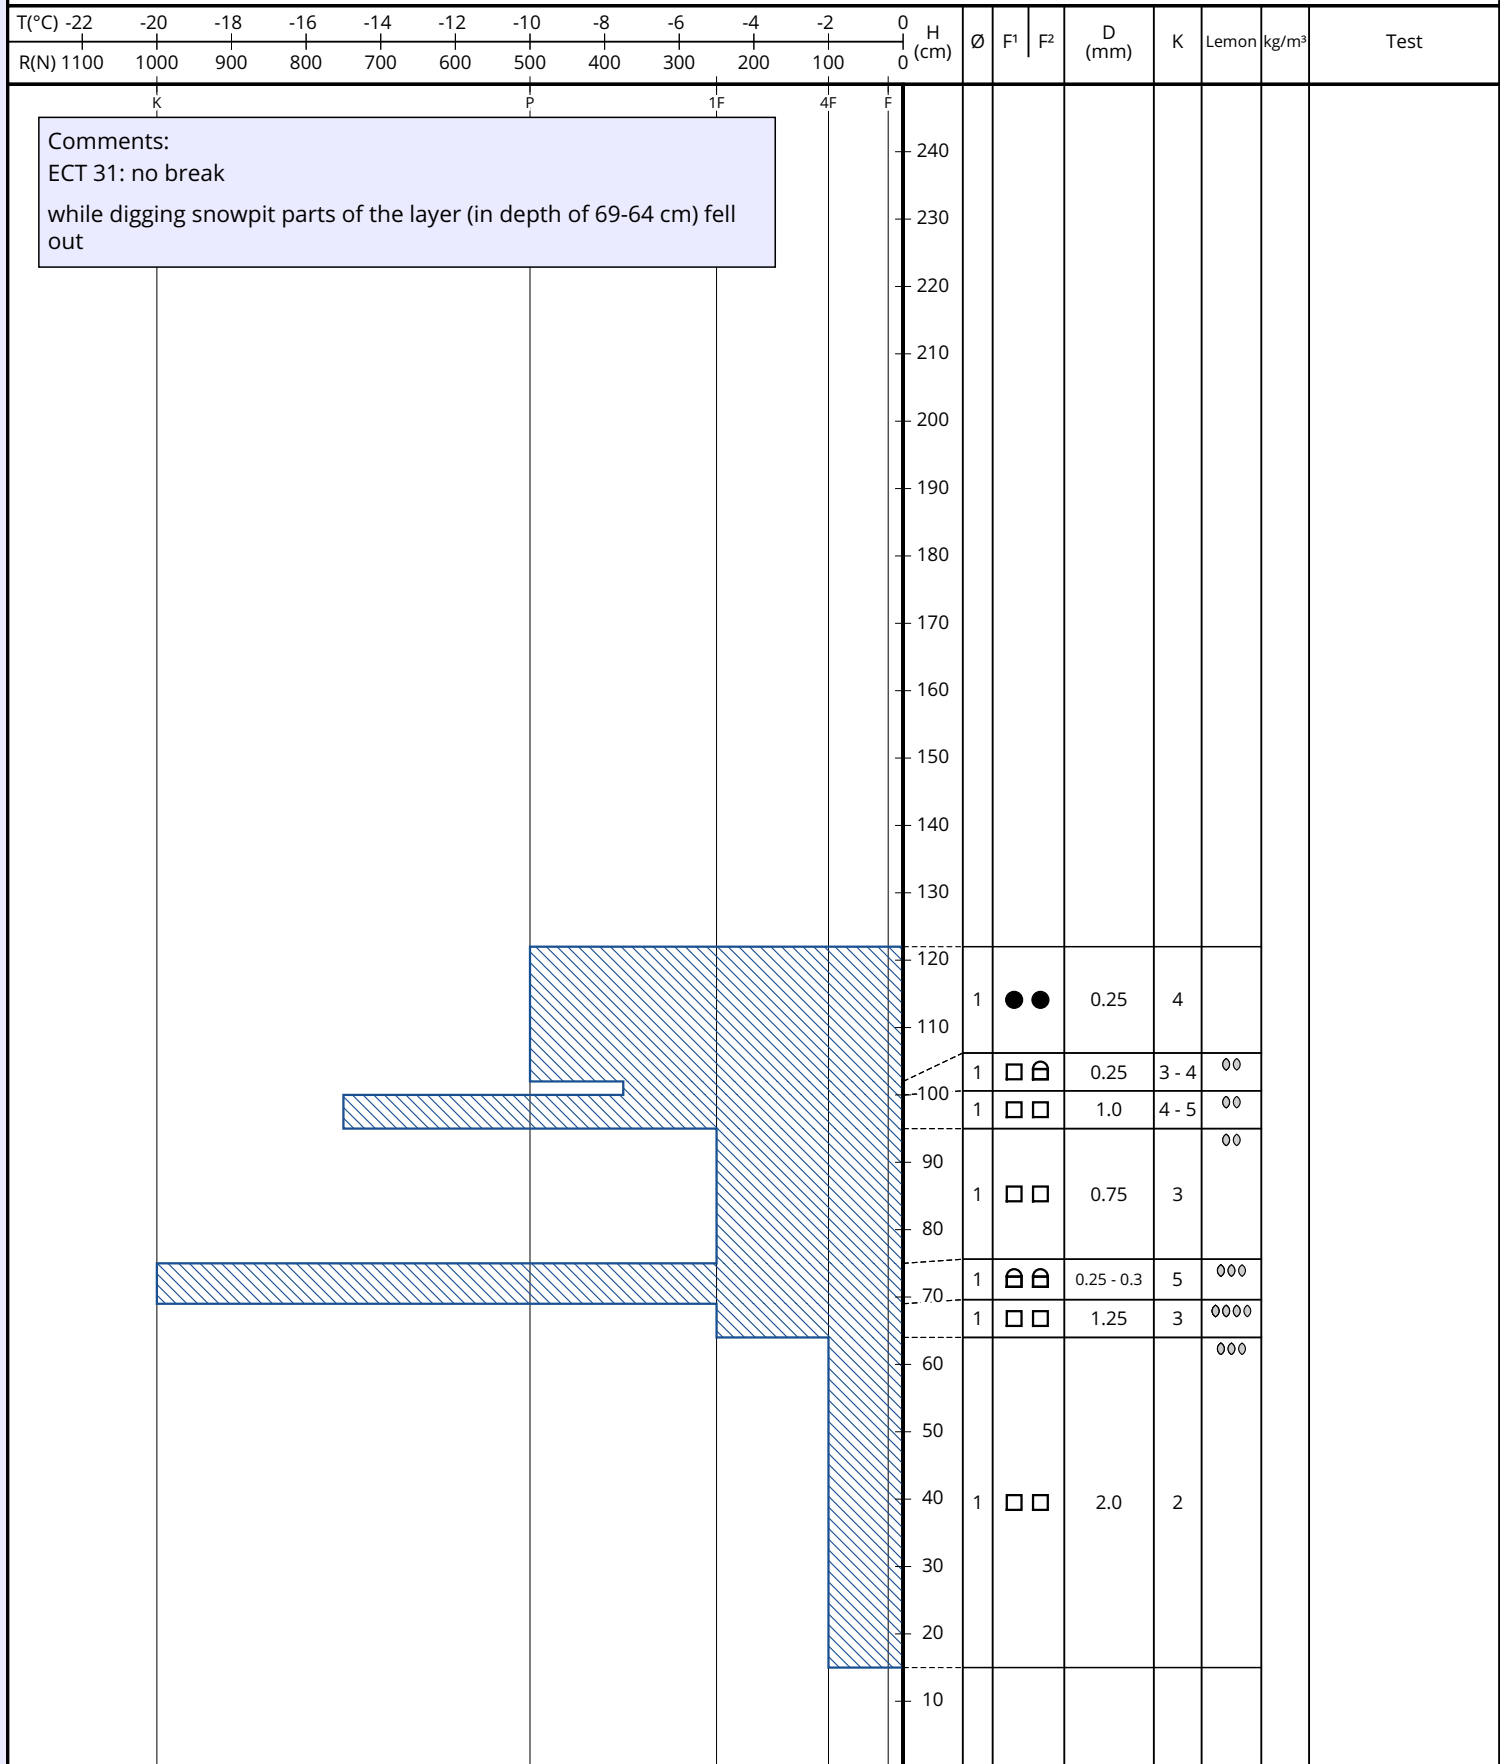 T(°C) -22 -20 -18 -16 -14 -12 -10 -8 -6 -4 -2 0
R(N) 1100 1000 900 800 700 600 500 400 300 200 100 0
H (cm) Ø F¹ F² D (mm) K Lemon kg/m³ Test
K P 1F 4F F
Comments:
ECT 31: no break
while digging snowpit parts of the layer (in depth of 69-64 cm) fell
out
240
230
220
210
200
190
180
170
160
150
140
130
120
1 0.25 4
110
1 0.25 3 - 4
100
1 1.0 4 - 5
90
1 0.75 3
80
1 0.25 - 0.3 5
70
1 1.25 3
60
50
40
1 2.0 2
30
20
10